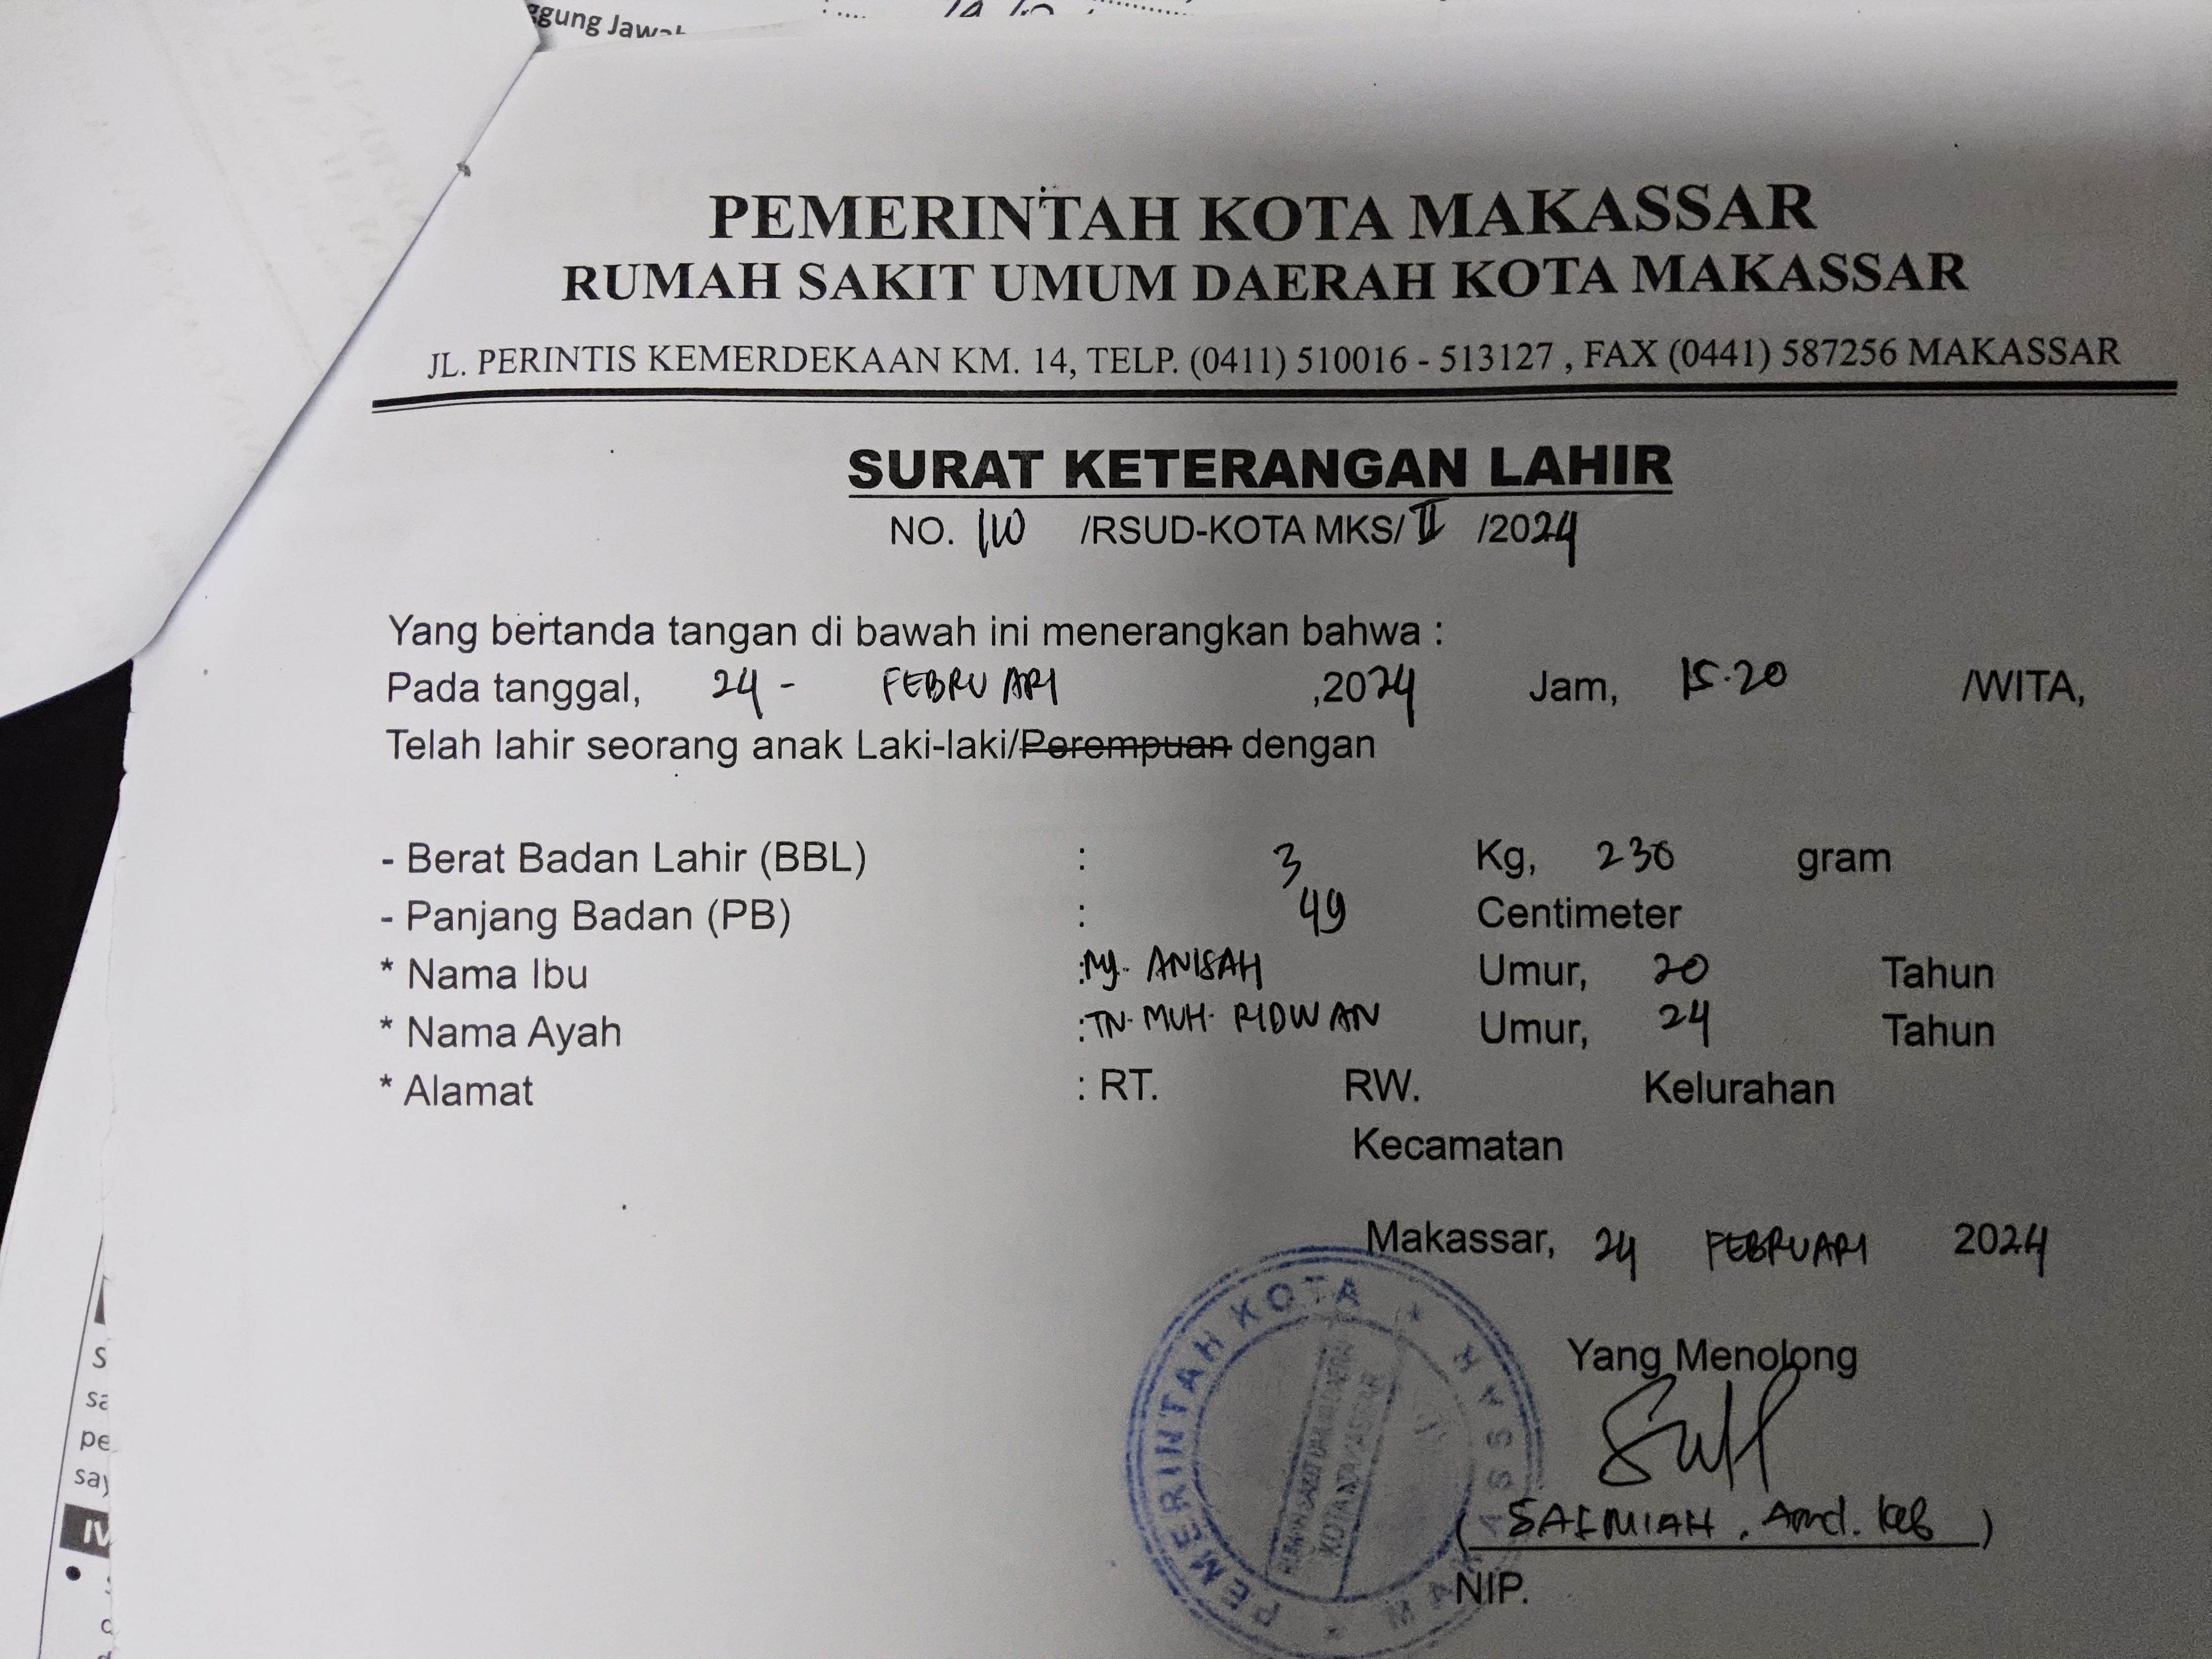 PEMERINTAH KOTA MAKASSAR
RUMAH SAKIT UMUM DAERAH KOTA MAKASSAR
JL. PERINTIS KEMERDEKAAN KM. 14, TELP. (0411) 510016 - 513127 , FAX (0441) 587256 MAKASSAR
SURAT KETERANGAN LAHIR
NO. /RSUD-KOTA MKS/II /2024
Yang bertanda tangan di bawah ini menerangkan bahwa :
Pada tanggal, 24 - FEBRUARI ,2024 Jam, 15.20 /WITA,
Telah lahir seorang anak Laki-laki/Perempuan dengan
- Berat Badan Lahir (BBL) : 3 Kg, 230 gram
- Panjang Badan (PB) : 49 Centimeter
* Nama Ibu : NY. ANISAH Umur, 20 Tahun
* Nama Ayah : TN. MUH. RIDWAN Umur, 24 Tahun
* Alamat : RT. RW. Kelurahan
Kecamatan
Makassar, 24 FEBRUARI 2024
Yang Menolong
(SALMIAH, Amd. keb)
NIP.
PEMERINTAH KOTA
RUMAH SAKIT UMUM DAERAH
KOTA MAKASSAR
MAKASSAR
ggung Jawab